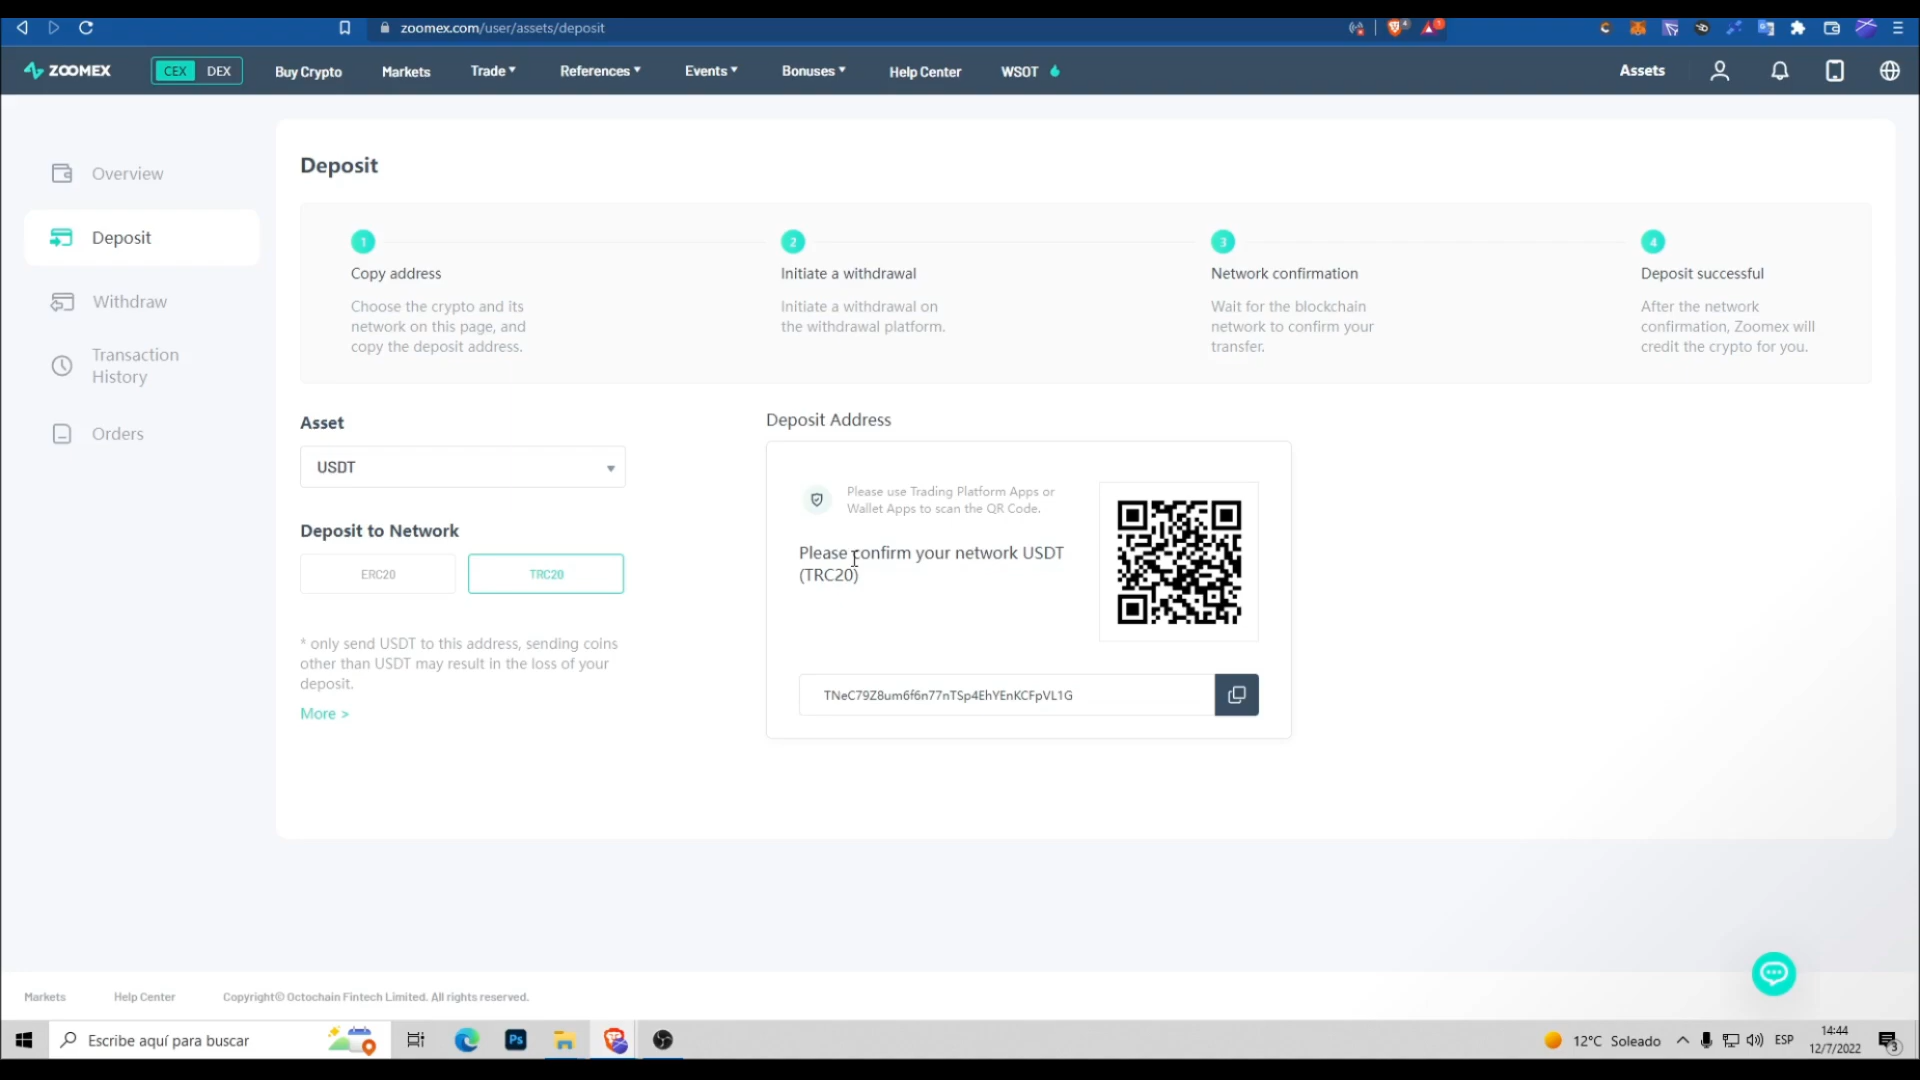 zoomex.com/user/assets/deposit
ZOOMEX
CEX DEX
Buy Crypto
Markets
Trade
References
Events
Bonuses
Help Center
WSOT
Assets
Overview
Deposit
Withdraw
Transaction
History
Orders
Deposit
1
Copy address
Choose the crypto and its
network on this page, and
copy the deposit address.
2
Initiate a withdrawal
Initiate a withdrawal on
the withdrawal platform.
3
Network confirmation
Wait for the blockchain
network to confirm your
transfer.
4
Deposit successful
After the network
confirmation, Zoomex will
credit the crypto for you.
Asset
USDT
Deposit to Network
ERC20
TRC20
* only send USDT to this address, sending coins
other than USDT may result in the loss of your
deposit.
More >
Deposit Address
Please use Trading Platform Apps or
Wallet Apps to scan the QR Code.
Please confirm your network USDT
(TRC20)
TNeC79Z8um6f6n77nTSp4EhYEnKCFpVL1G
Markets
Help Center
Copyright© Octochain Fintech Limited. All rights reserved.
Escribe aquí para buscar
Ps
12°C Soleado
ESP
14:44
12/7/2022
3